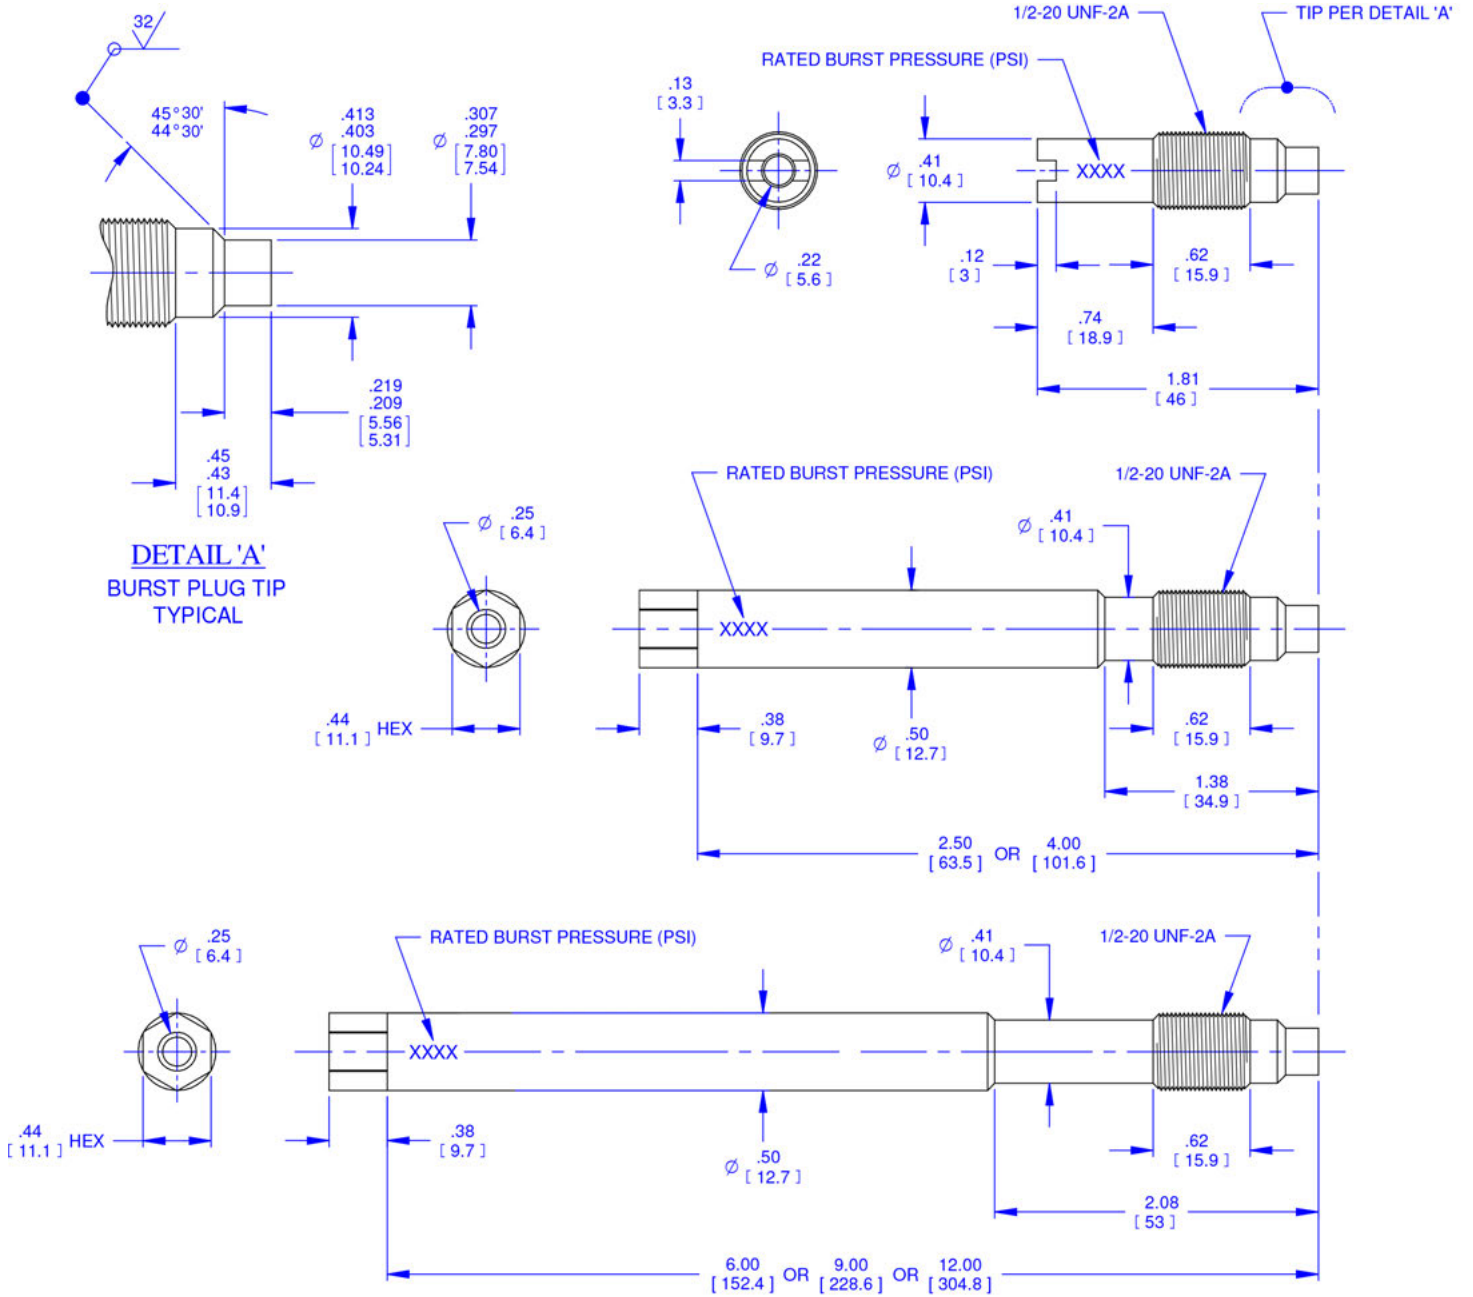 32
45°30'
44°30'
Ø .413
.403
[10.49]
[10.24]
Ø .307
.297
[7.80]
[7.54]
.219
.209
[5.56]
[5.31]
.45
.43
[11.4]
[10.9]
DETAIL 'A'
BURST PLUG TIP
TYPICAL
1/2-20 UNF-2A
TIP PER DETAIL 'A'
RATED BURST PRESSURE (PSI)
.13
[ 3.3 ]
Ø .41
[ 10.4 ]
XXXX
Ø .22
[ 5.6 ]
.12
[ 3 ]
.62
[ 15.9 ]
.74
[ 18.9 ]
1.81
[ 46 ]
RATED BURST PRESSURE (PSI)
1/2-20 UNF-2A
Ø .25
[ 6.4 ]
Ø .41
[ 10.4 ]
XXXX
.44
[ 11.1 ] HEX
.38
[ 9.7 ]
Ø .50
[ 12.7 ]
.62
[ 15.9 ]
1.38
[ 34.9 ]
2.50 OR 4.00
[ 63.5 ] [ 101.6 ]
RATED BURST PRESSURE (PSI)
1/2-20 UNF-2A
Ø .25
[ 6.4 ]
Ø .41
[ 10.4 ]
XXXX
.44
[ 11.1 ] HEX
.38
[ 9.7 ]
Ø .50
[ 12.7 ]
.62
[ 15.9 ]
2.08
[ 53 ]
6.00 OR 9.00 OR 12.00
[ 152.4 ] [ 228.6 ] [ 304.8 ]